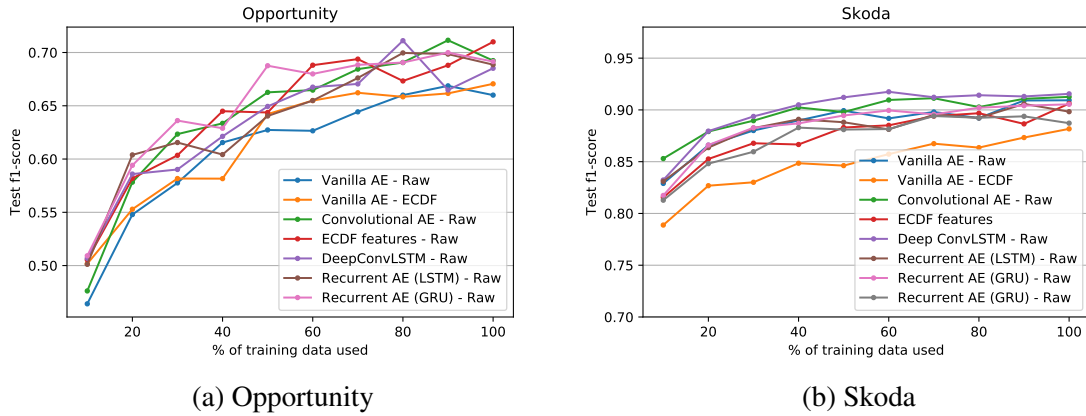 Opportunity
Test f1-score
0.70
0.65
0.60
0.55
0.50
Vanilla AE - Raw
Vanilla AE - ECDF
Convolutional AE - Raw
ECDF features - Raw
DeepConvLSTM - Raw
Recurrent AE (LSTM) - Raw
Recurrent AE (GRU) - Raw
20 40 60 80 100
% of training data used
(a) Opportunity
Skoda
Test f1-score
0.95
0.90
0.85
0.80
0.75
0.70
Vanilla AE - Raw
Vanilla AE - ECDF
Convolutional AE - Raw
ECDF features
Deep ConvLSTM - Raw
Recurrent AE (LSTM) - Raw
Recurrent AE (GRU) - Raw
Recurrent AE (GRU) - Raw
20 40 60 80 100
% of training data used
(b) Skoda